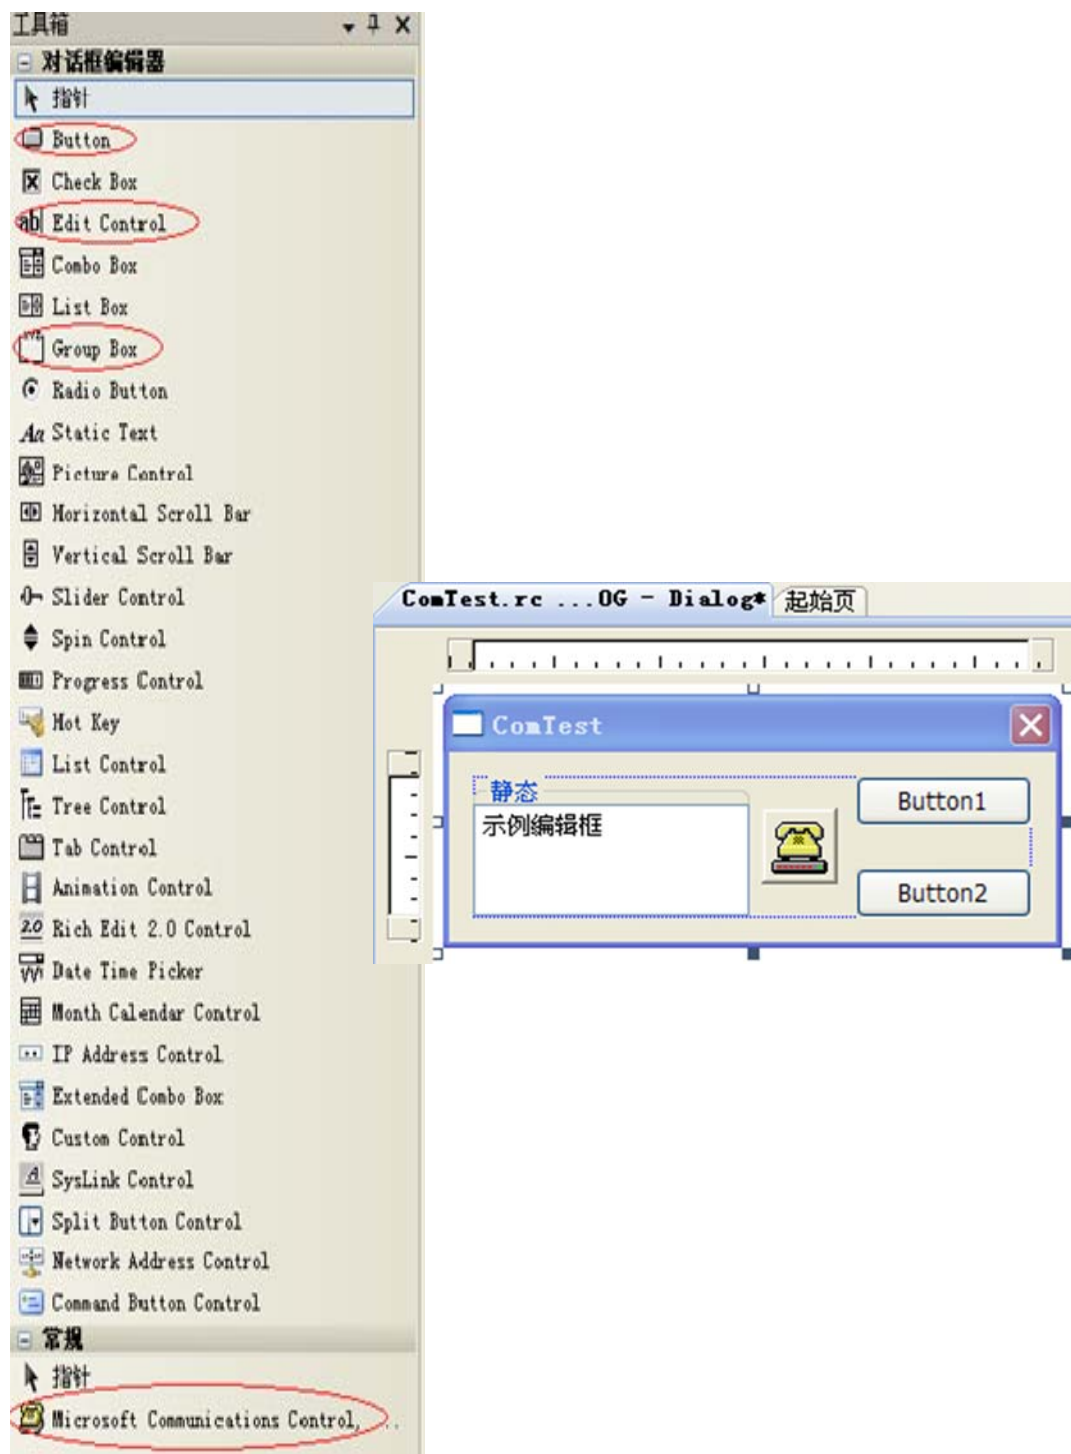 工具箱
对话框编辑器
指针
Button
Check Box
Edit Control
Combo Box
List Box
Group Box
Radio Button
Static Text
Picture Control
Horizontal Scroll Bar
Vertical Scroll Bar
Slider Control
Spin Control
Progress Control
Hot Key
List Control
Tree Control
Tab Control
Animation Control
Rich Edit 2.0 Control
Date Time Picker
Month Calendar Control
IP Address Control
Extended Combo Box
Custom Control
SysLink Control
Split Button Control
Network Address Control
Command Button Control
常规
指针
Microsoft Communications Control, ...
ComTest.rc ...OG - Dialog* 起始页
ComTest
静态
示例编辑框
Button1
Button2